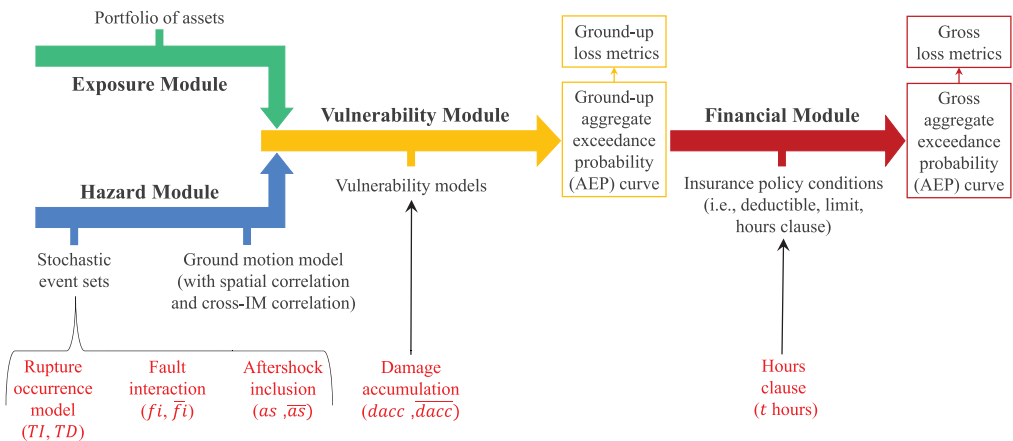 Portfolio of assets
Exposure Module
Hazard Module
Stochastic
event sets
Ground motion model
(with spatial correlation
and cross-IM correlation)
Vulnerability Module
Vulnerability models
Ground-up
loss metrics
Ground-up
aggregate
exceedance
probability
(AEP) curve
Financial Module
Insurance policy conditions
(i.e., deductible, limit,
hours clause)
Gross
loss metrics
Gross
aggregate
exceedance
probability
(AEP) curve
Rupture
occurrence
model
(TI, TD)
Fault
interaction
(fi, f̅i̅)
Aftershock
inclusion
(as ,a̅s̅)
Damage
accumulation
(dacc ,d̅a̅c̅c̅)
Hours
clause
(t hours)